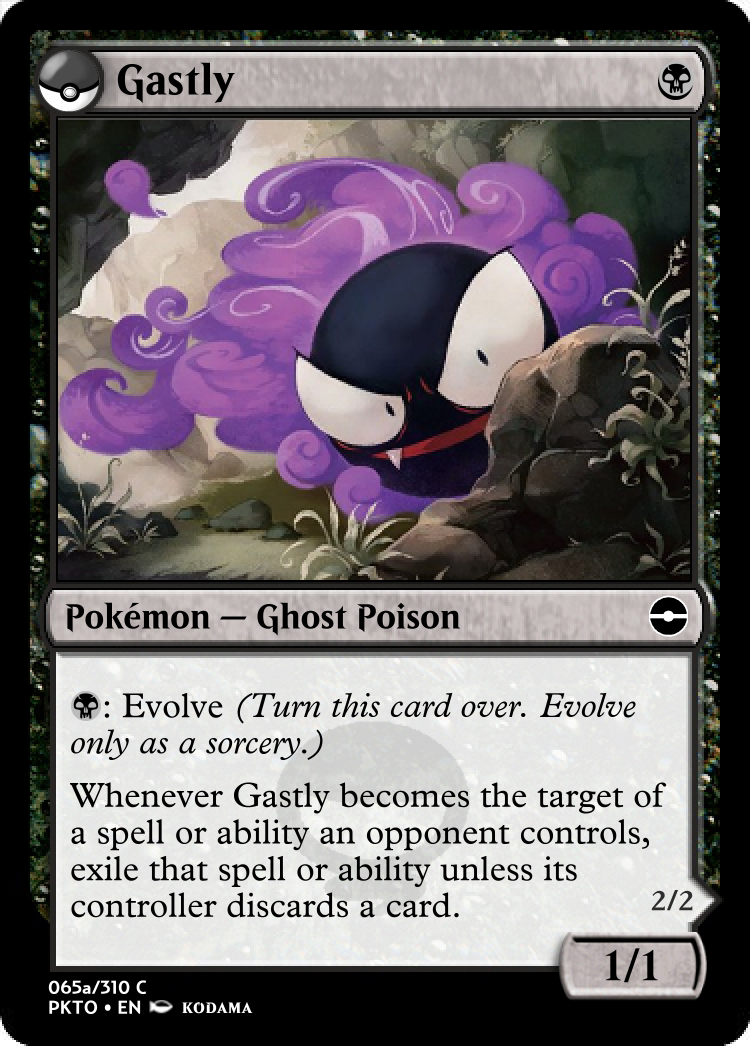 Gastly
Pokémon — Ghost Poison
: Evolve (Turn this card over. Evolve
only as a sorcery.)
Whenever Gastly becomes the target of
a spell or ability an opponent controls,
exile that spell or ability unless its
controller discards a card.
2/2
1/1
065a/310 C
PKTO • EN KODAMA